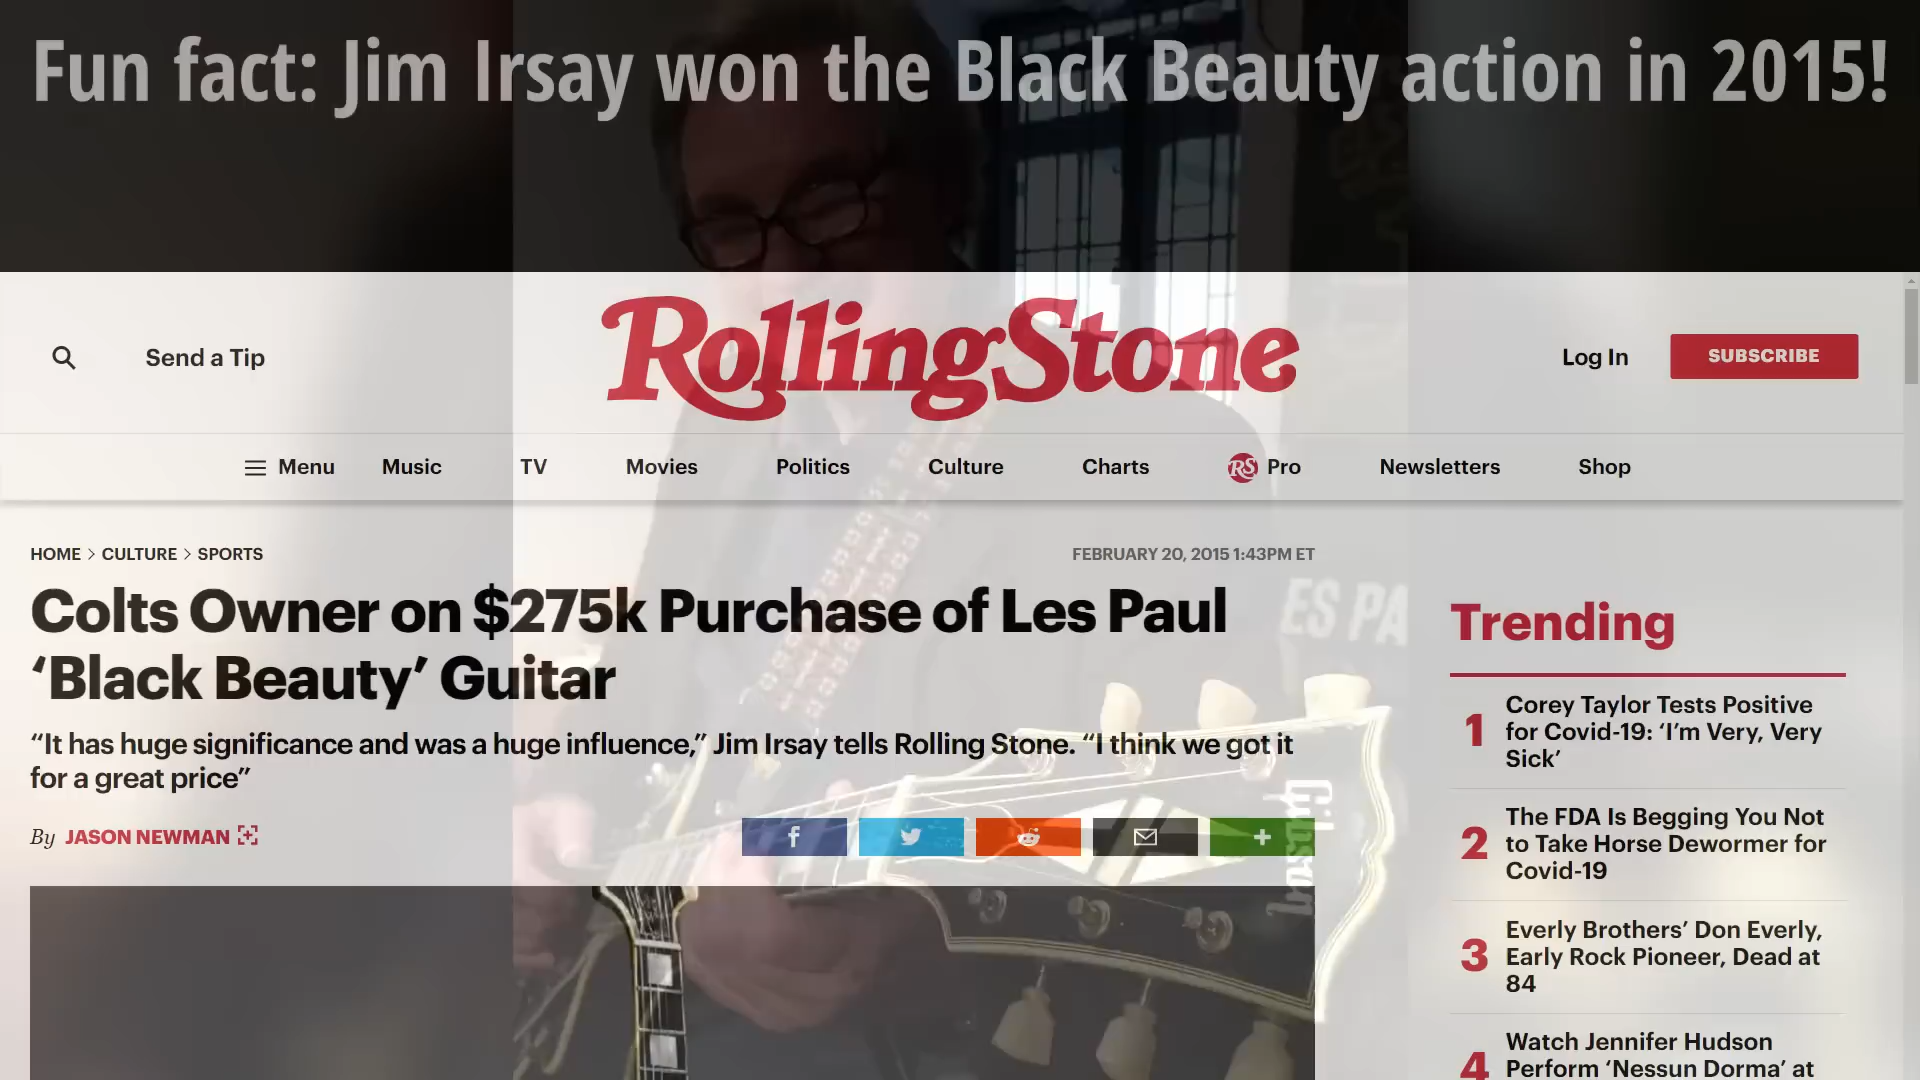 Fun fact: Jim Irsay won the Black Beauty action in 2015!
RollingStone
Send a Tip
Log In
SUBSCRIBE
Menu Music TV Movies Politics Culture Charts RS Pro Newsletters Shop
HOME > CULTURE > SPORTS
FEBRUARY 20, 2015 1:43PM ET
Colts Owner on $275k Purchase of Les Paul
‘Black Beauty’ Guitar
“It has huge significance and was a huge influence,” Jim Irsay tells Rolling Stone. “I think we got it
for a great price”
By JASON NEWMAN
ES PA
Gibson
Trending
1
Corey Taylor Tests Positive
for Covid-19: ‘I’m Very, Very
Sick’
2
The FDA Is Begging You Not
to Take Horse Dewormer for
Covid-19
3
Everly Brothers’ Don Everly,
Early Rock Pioneer, Dead at
84
4
Watch Jennifer Hudson
Perform ‘Nessun Dorma’ at